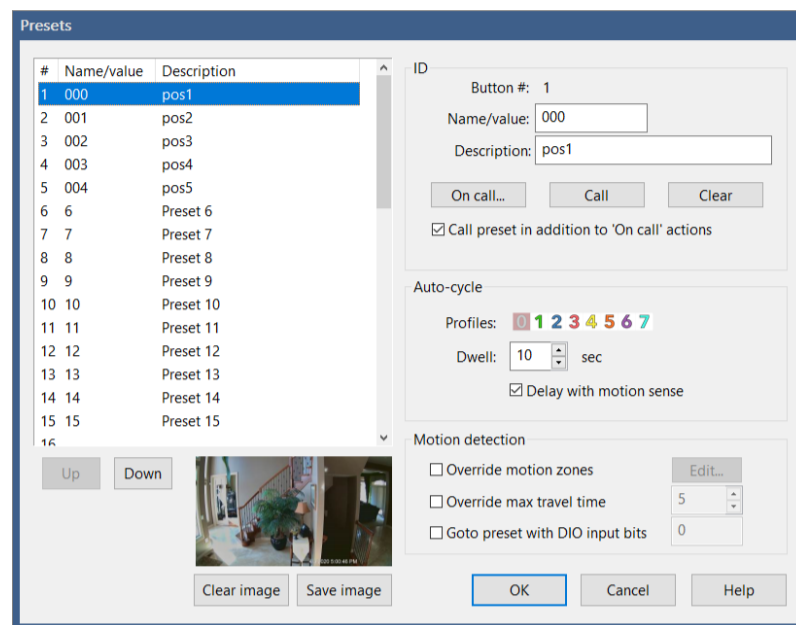 Presets
# Name/value Description
1 000 pos1
2 001 pos2
3 002 pos3
4 003 pos4
5 004 pos5
6 6 Preset 6
7 7 Preset 7
8 8 Preset 8
9 9 Preset 9
10 10 Preset 10
11 11 Preset 11
12 12 Preset 12
13 13 Preset 13
14 14 Preset 14
15 15 Preset 15
16
Up Down
Clear image Save image
ID
Button #: 1
Name/value: 000
Description: pos1
On call... Call Clear
Call preset in addition to 'On call' actions
Auto-cycle
Profiles: 0 1 2 3 4 5 6 7
Dwell: 10 sec
Delay with motion sense
Motion detection
Override motion zones Edit...
Override max travel time 5
Goto preset with DIO input bits 0
OK Cancel Help